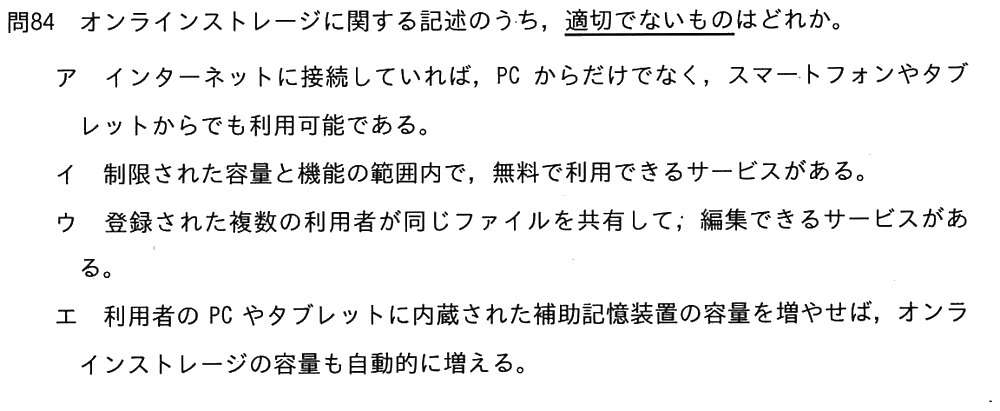 問84 オンラインストレージに関する記述のうち，適切でないものはどれか。
ア インターネットに接続していれば，PC からだけでなく，スマートフォンやタブ
レットからでも利用可能である。
イ 制限された容量と機能の範囲内で，無料で利用できるサービスがある。
ウ 登録された複数の利用者が同じファイルを共有して，編集できるサービスがあ
る。
エ 利用者の PC やタブレットに内蔵された補助記憶装置の容量を増やせば，オンラ
インストレージの容量も自動的に増える。